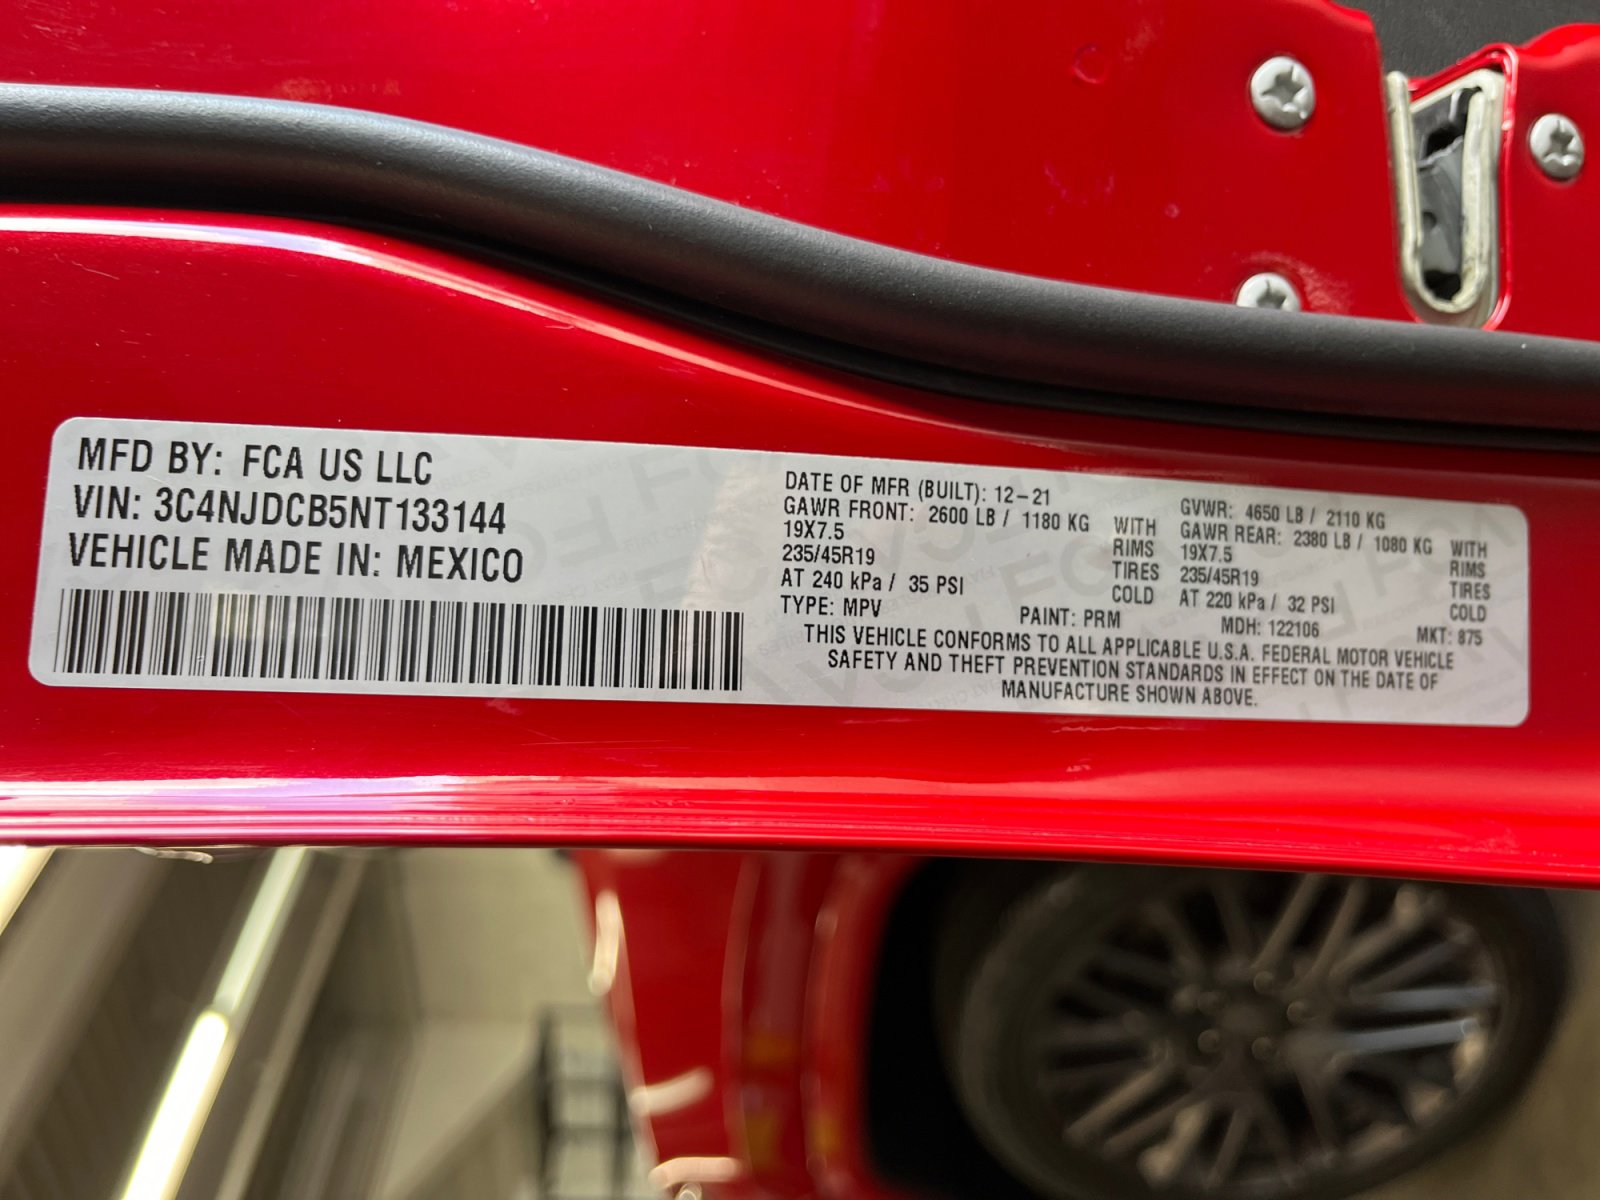 MFD BY: FCA US LLC
VIN: 3C4NJDCB5NT133144
VEHICLE MADE IN: MEXICO
DATE OF MFR (BUILT): 12-21
GVWR: 4650 LB / 2110 KG
GAWR FRONT: 2600 LB / 1180 KG WITH
19X7.5 RIMS
235/45R19 TIRES
AT 240 kPa / 35 PSI COLD
GAWR REAR: 2380 LB / 1080 KG WITH
19X7.5 RIMS
235/45R19 TIRES
AT 220 kPa / 32 PSI COLD
TYPE: MPV PAINT: PRM MDH: 122106 MKT: 875
THIS VEHICLE CONFORMS TO ALL APPLICABLE U.S.A. FEDERAL MOTOR VEHICLE
SAFETY AND THEFT PREVENTION STANDARDS IN EFFECT ON THE DATE OF
MANUFACTURE SHOWN ABOVE.